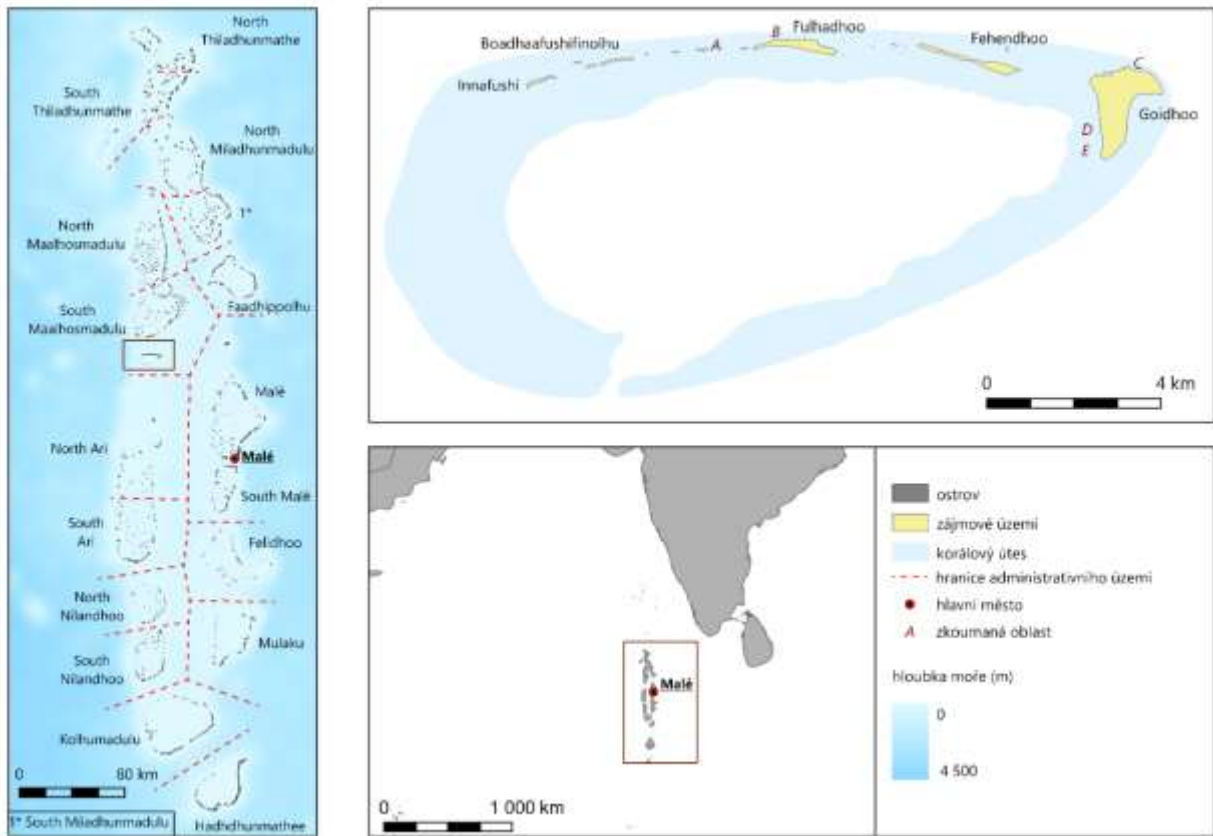 North
Thiladhunmathe
South
Thiladhunmathe
North
Miladhunmadulu
1*
North
Maalhosmadulu
Faadhippolhu
South
Maalhosmadulu
Malé
North Ari
Malé
South Malé
South
Ari
Felidhoo
North
Nilandhoo
Mulaku
South
Nilandhoo
Kolhumadulu
0 80 km
1* South Miladhunmadulu
Hadhdhunmathee
B Fulhadhoo
Boadhaafushifinolhu A Fehendhoo
C
Innafushi
Goidhoo
D
E
0 4 km
Malé
0 1 000 km
ostrov
zájmové území
korálový útes
hranice administrativního území
hlavní město
A zkoumaná oblast
hloubka moře (m)
0
4 500